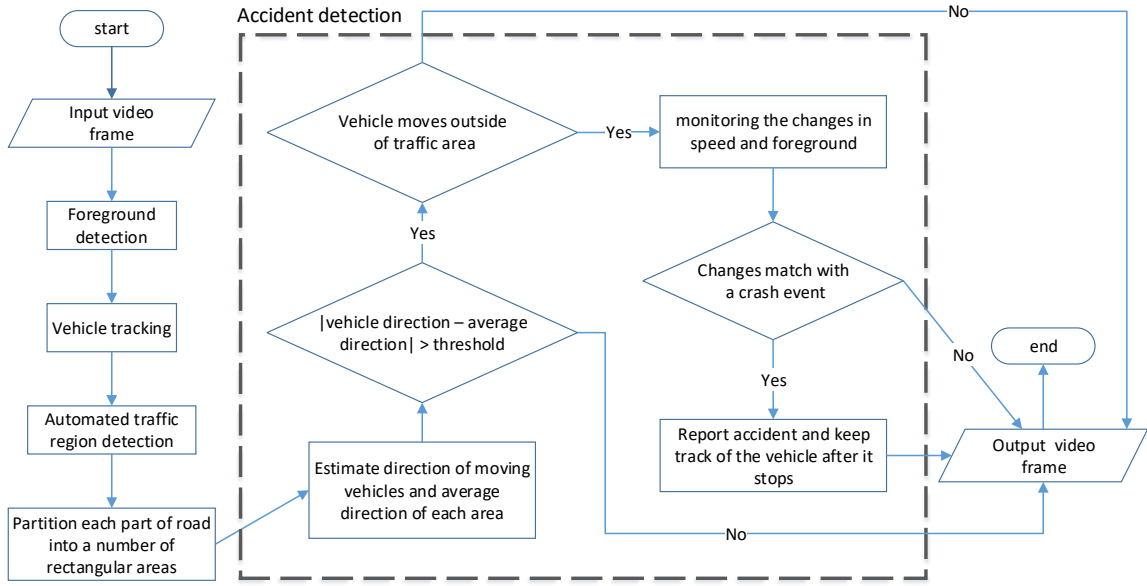 start
Input video
frame
Foreground
detection
Vehicle tracking
Automated traffic
region detection
Partition each part of road
into a number of
rectangular areas
Accident detection
Estimate direction of moving
vehicles and average
direction of each area
|vehicle direction – average
direction| > threshold
Yes
No
Vehicle moves outside
of traffic area
Yes
No
monitoring the changes in
speed and foreground
Changes match with
a crash event
Yes
No
Report accident and keep
track of the vehicle after it
stops
Output video
frame
end